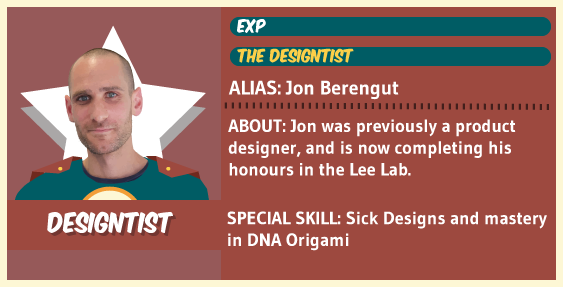 EXP
THE DESIGNTIST
ALIAS: Jon Berengut
ABOUT: Jon was previously a product
designer, and is now completing his
honours in the Lee Lab.
DESIGNTIST
SPECIAL SKILL: Sick Designs and mastery
in DNA Origami